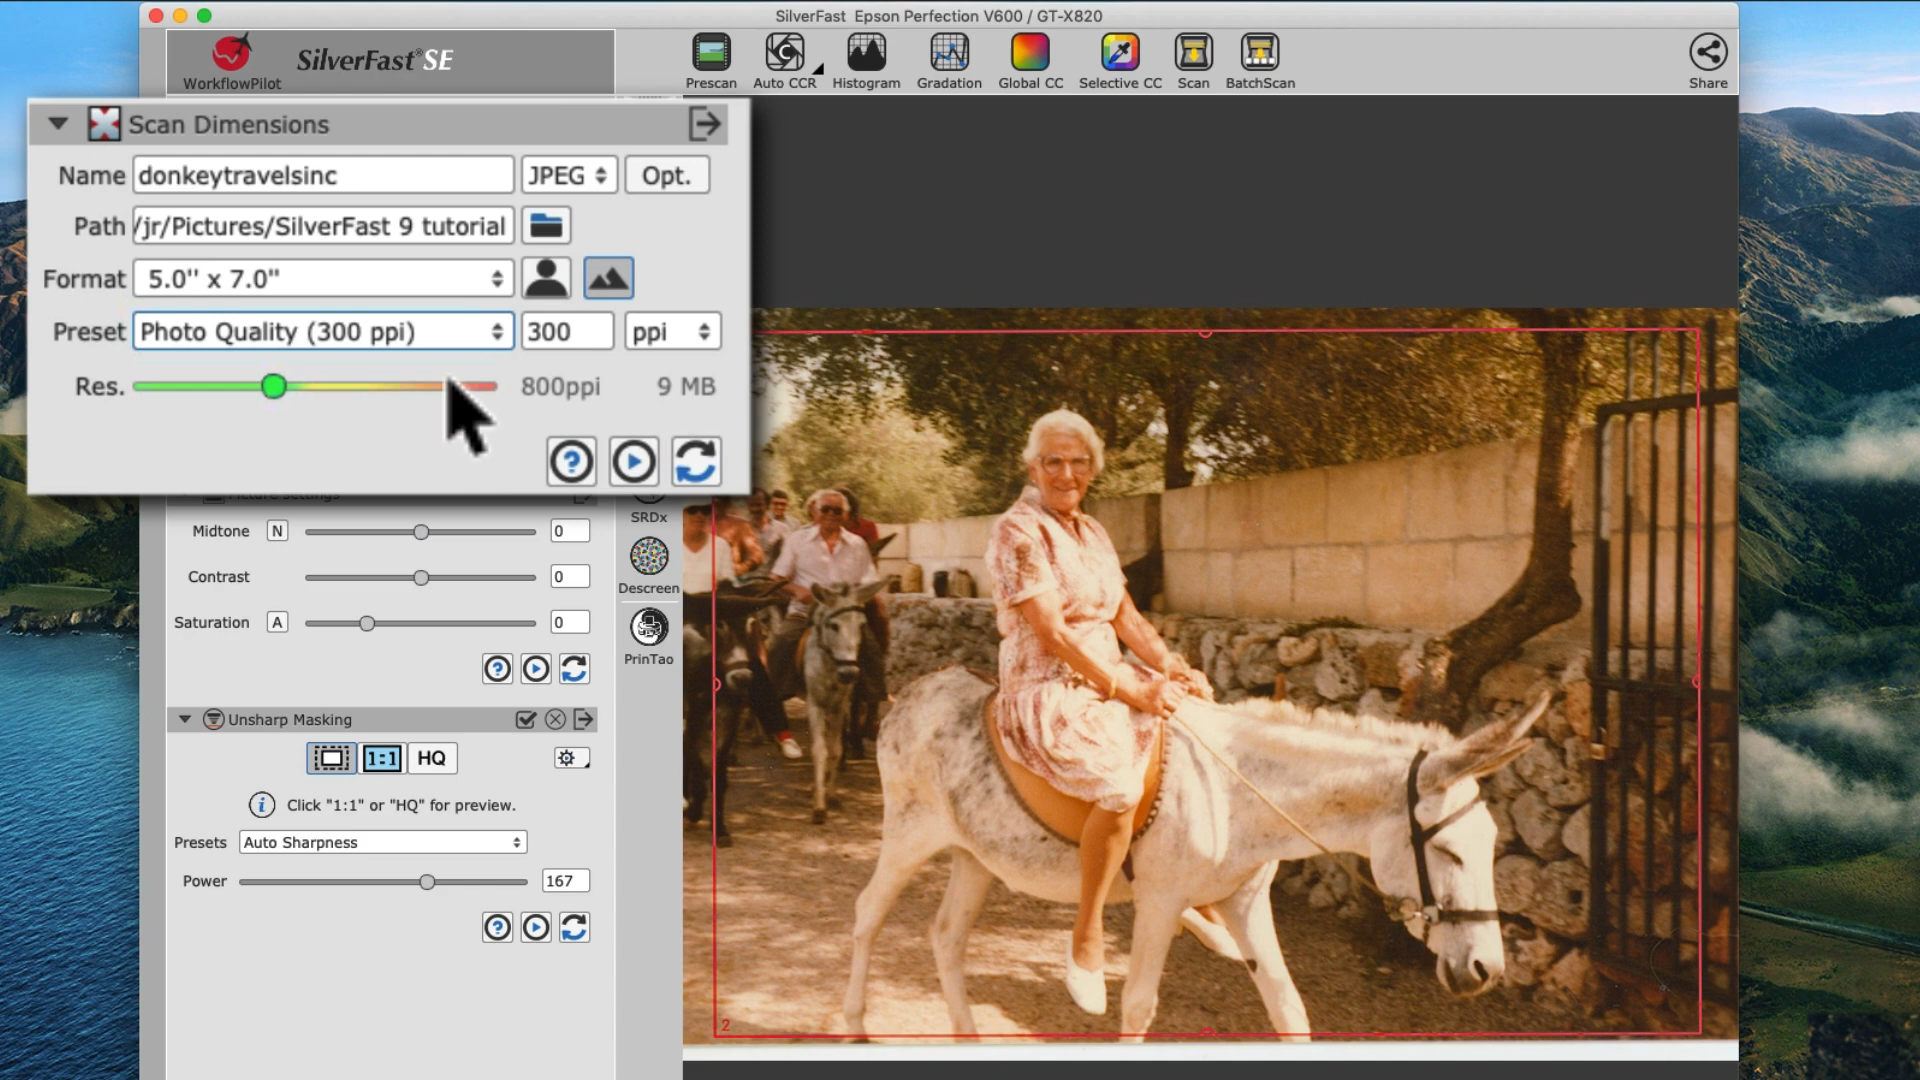 SilverFast Epson Perfection V600 / GT-X820
WorkflowPilot
SilverFast®SE
Prescan Auto CCR Histogram Gradation Global CC Selective CC Scan BatchScan Share
Scan Dimensions
Name donkeytravelsinc JPEG Opt.
Path /jr/Pictures/SilverFast 9 tutorial
Format 5.0'' x 7.0''
Preset Photo Quality (300 ppi) 300 ppi
Res. 800ppi 9 MB
?
Picture Settings
SRDx
Midtone N 0
Descreen
Contrast 0
Saturation A 0
PrinTao
?
Unsharp Masking
1:1 HQ
i Click "1:1" or "HQ" for preview.
Presets Auto Sharpness
Power 167
?
2